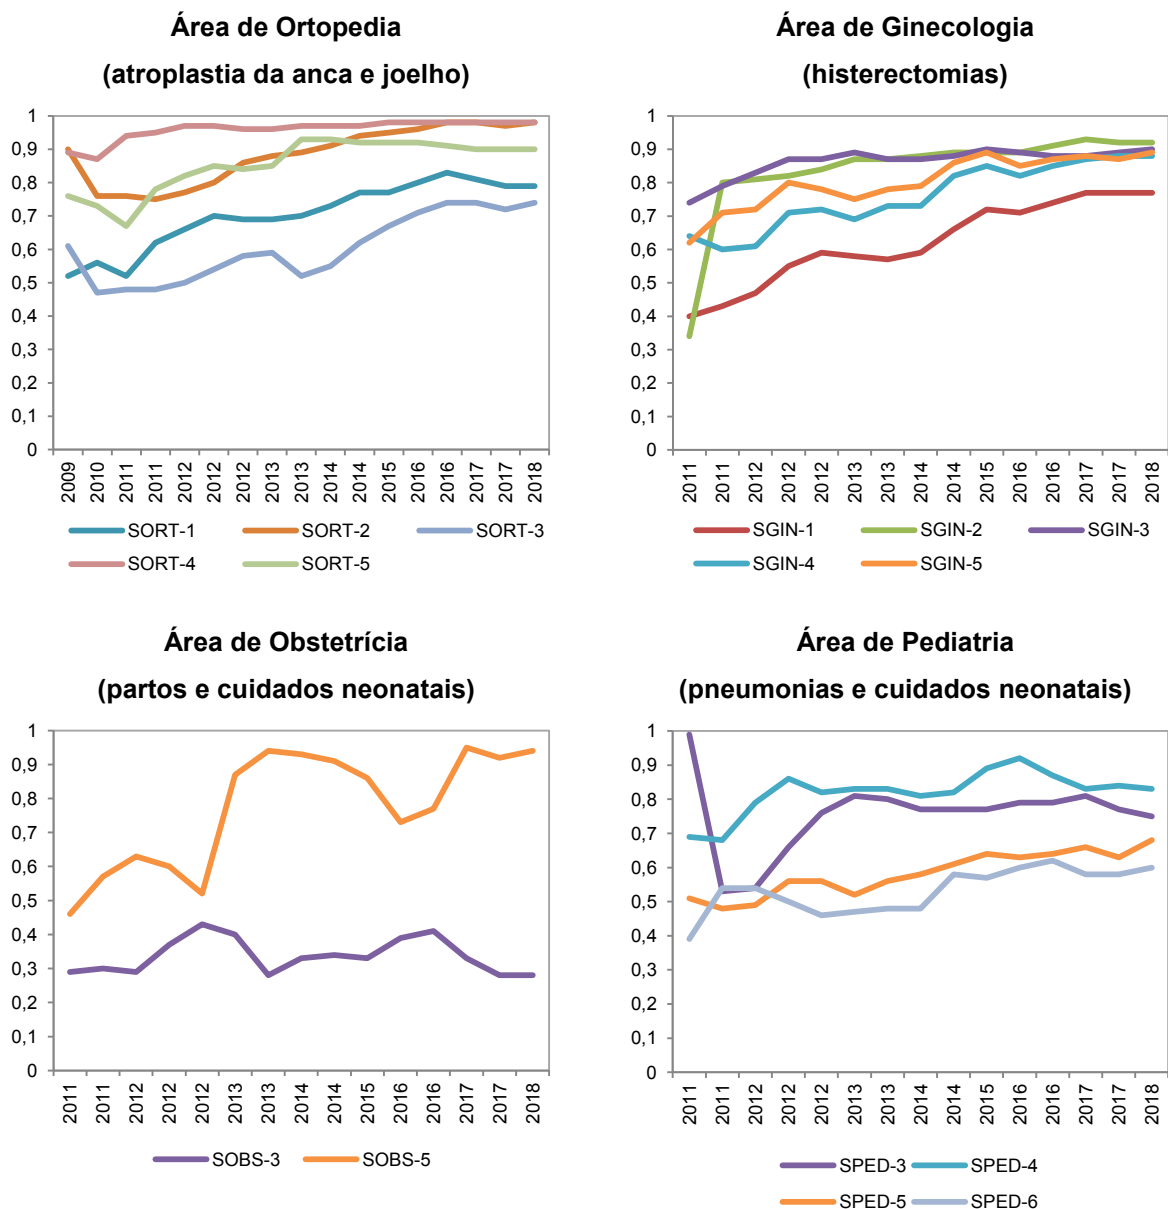 Área de Ortopedia
(atroplastia da anca e joelho)
1
0,9
0,8
0,7
0,6
0,5
0,4
0,3
0,2
0,1
0
2009 2010 2011 2011 2012 2012 2013 2013 2013 2014 2014 2015 2016 2016 2017 2017 2018
SORT-1 SORT-2 SORT-3
SORT-4 SORT-5
Área de Ginecologia
(histerectomias)
1
0,9
0,8
0,7
0,6
0,5
0,4
0,3
0,2
0,1
0
2011 2011 2012 2012 2012 2013 2013 2014 2014 2015 2016 2016 2017 2017 2018
SGIN-1 SGIN-2 SGIN-3
SGIN-4 SGIN-5
Área de Obstetrícia
(partos e cuidados neonatais)
1
0,9
0,8
0,7
0,6
0,5
0,4
0,3
0,2
0,1
0
2011 2011 2012 2012 2012 2013 2013 2014 2014 2015 2016 2016 2017 2017 2018
SOBS-3 SOBS-5
Área de Pediatria
(pneumonias e cuidados neonatais)
1
0,9
0,8
0,7
0,6
0,5
0,4
0,3
0,2
0,1
0
2011 2011 2012 2012 2012 2013 2013 2014 2014 2015 2016 2016 2017 2017 2018
SPED-3 SPED-4
SPED-5 SPED-6